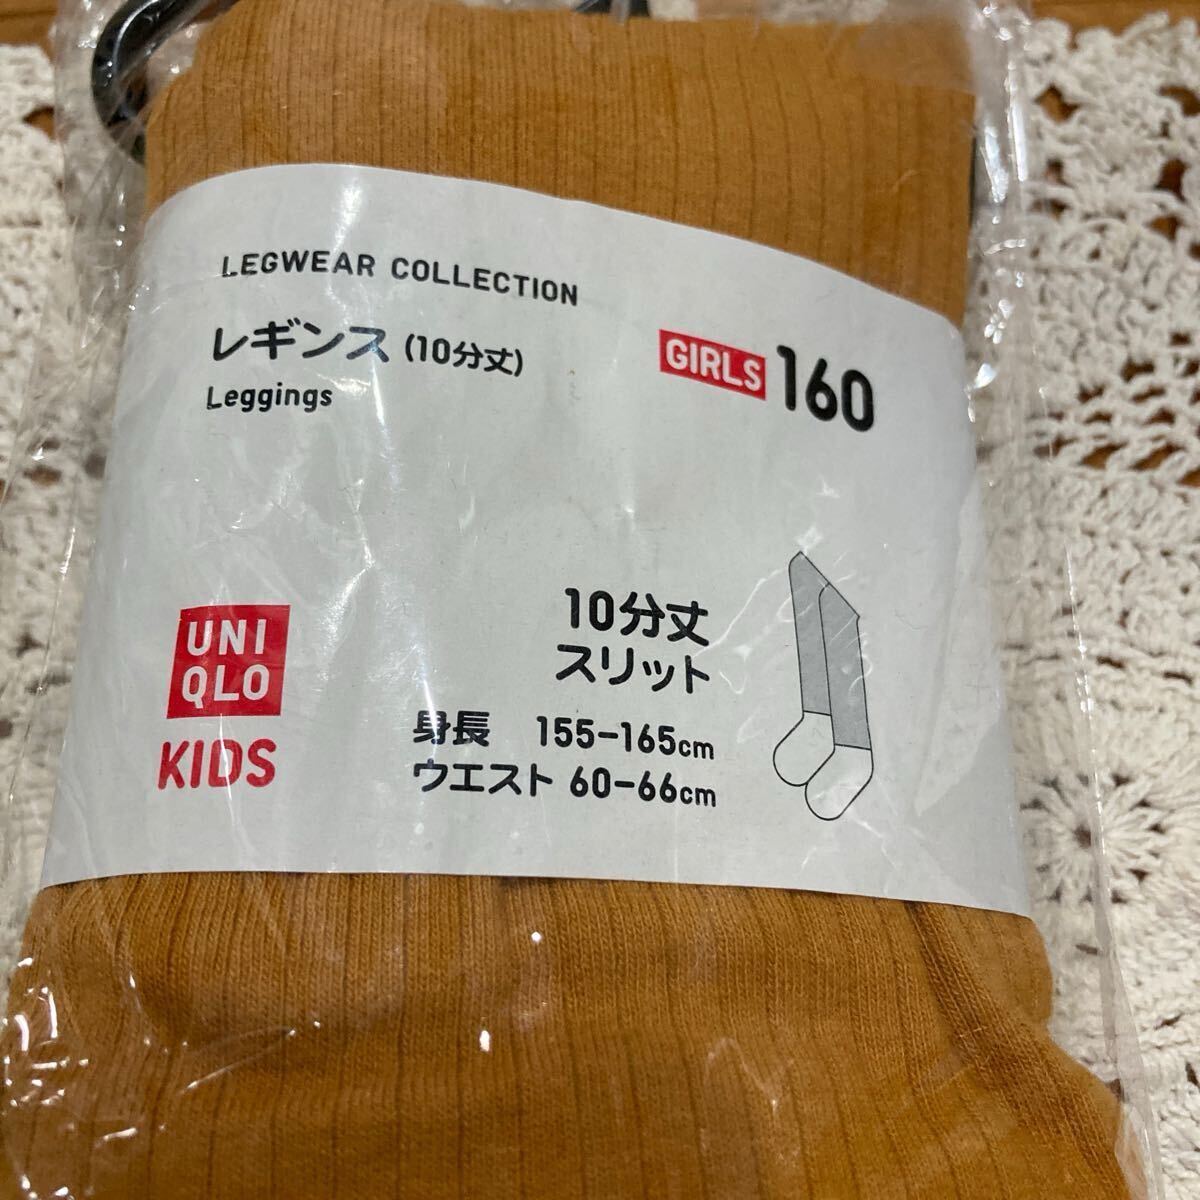 LEGWEAR COLLECTION
レギンス (10分丈)
Leggings
GIRLS 160
10分丈
スリット
身長 155-165cm
ウエスト 60-66cm
UNI
QLO
KIDS